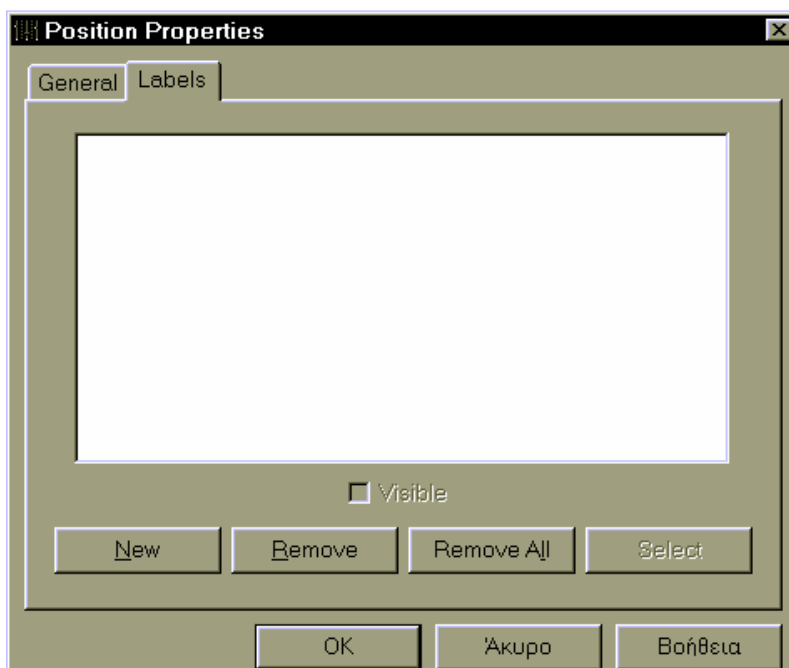 Position Properties
General Labels
Visible
New Remove Remove All Select
OK Άκυρο Βοήθεια